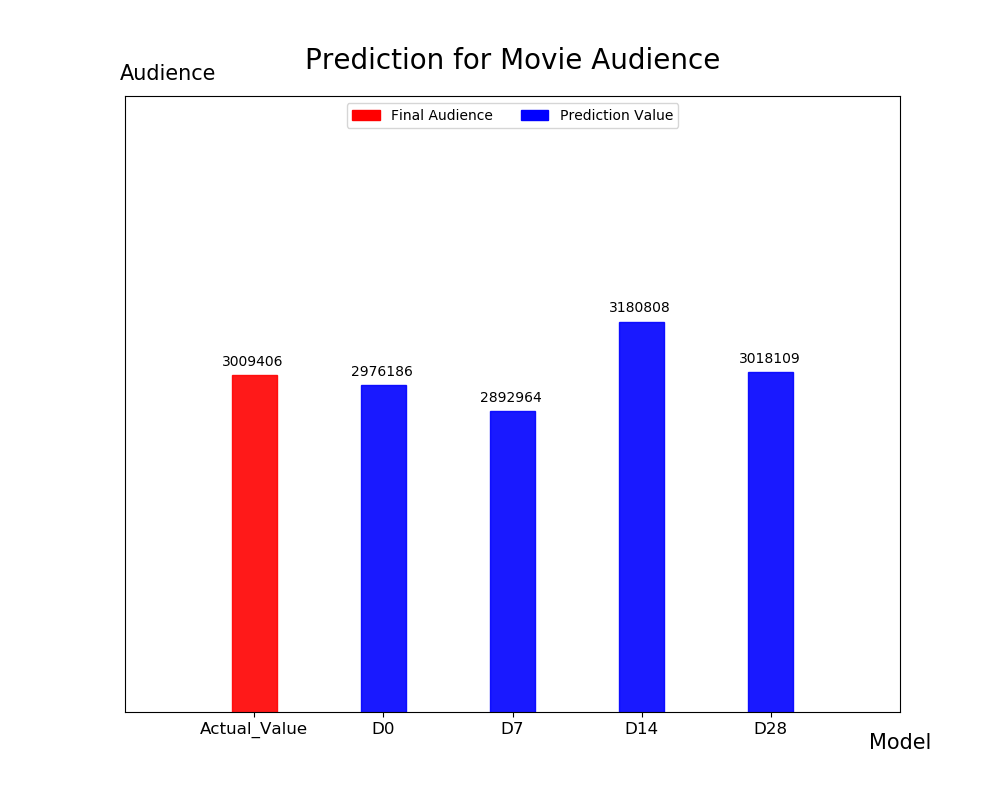 Prediction for Movie Audience
Audience
Final Audience Prediction Value
3180808
3018109
3009406
2976186
2892964
Actual_Value D0 D7 D14 D28
Model